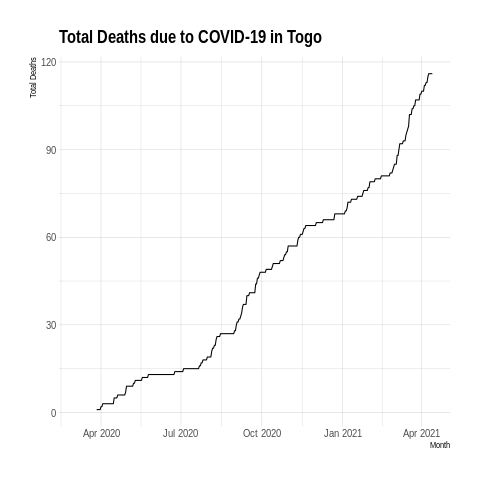 Total Deaths due to COVID-19 in Togo
Total Deaths
120
90
60
30
0
Apr 2020 Jul 2020 Oct 2020 Jan 2021 Apr 2021
Month